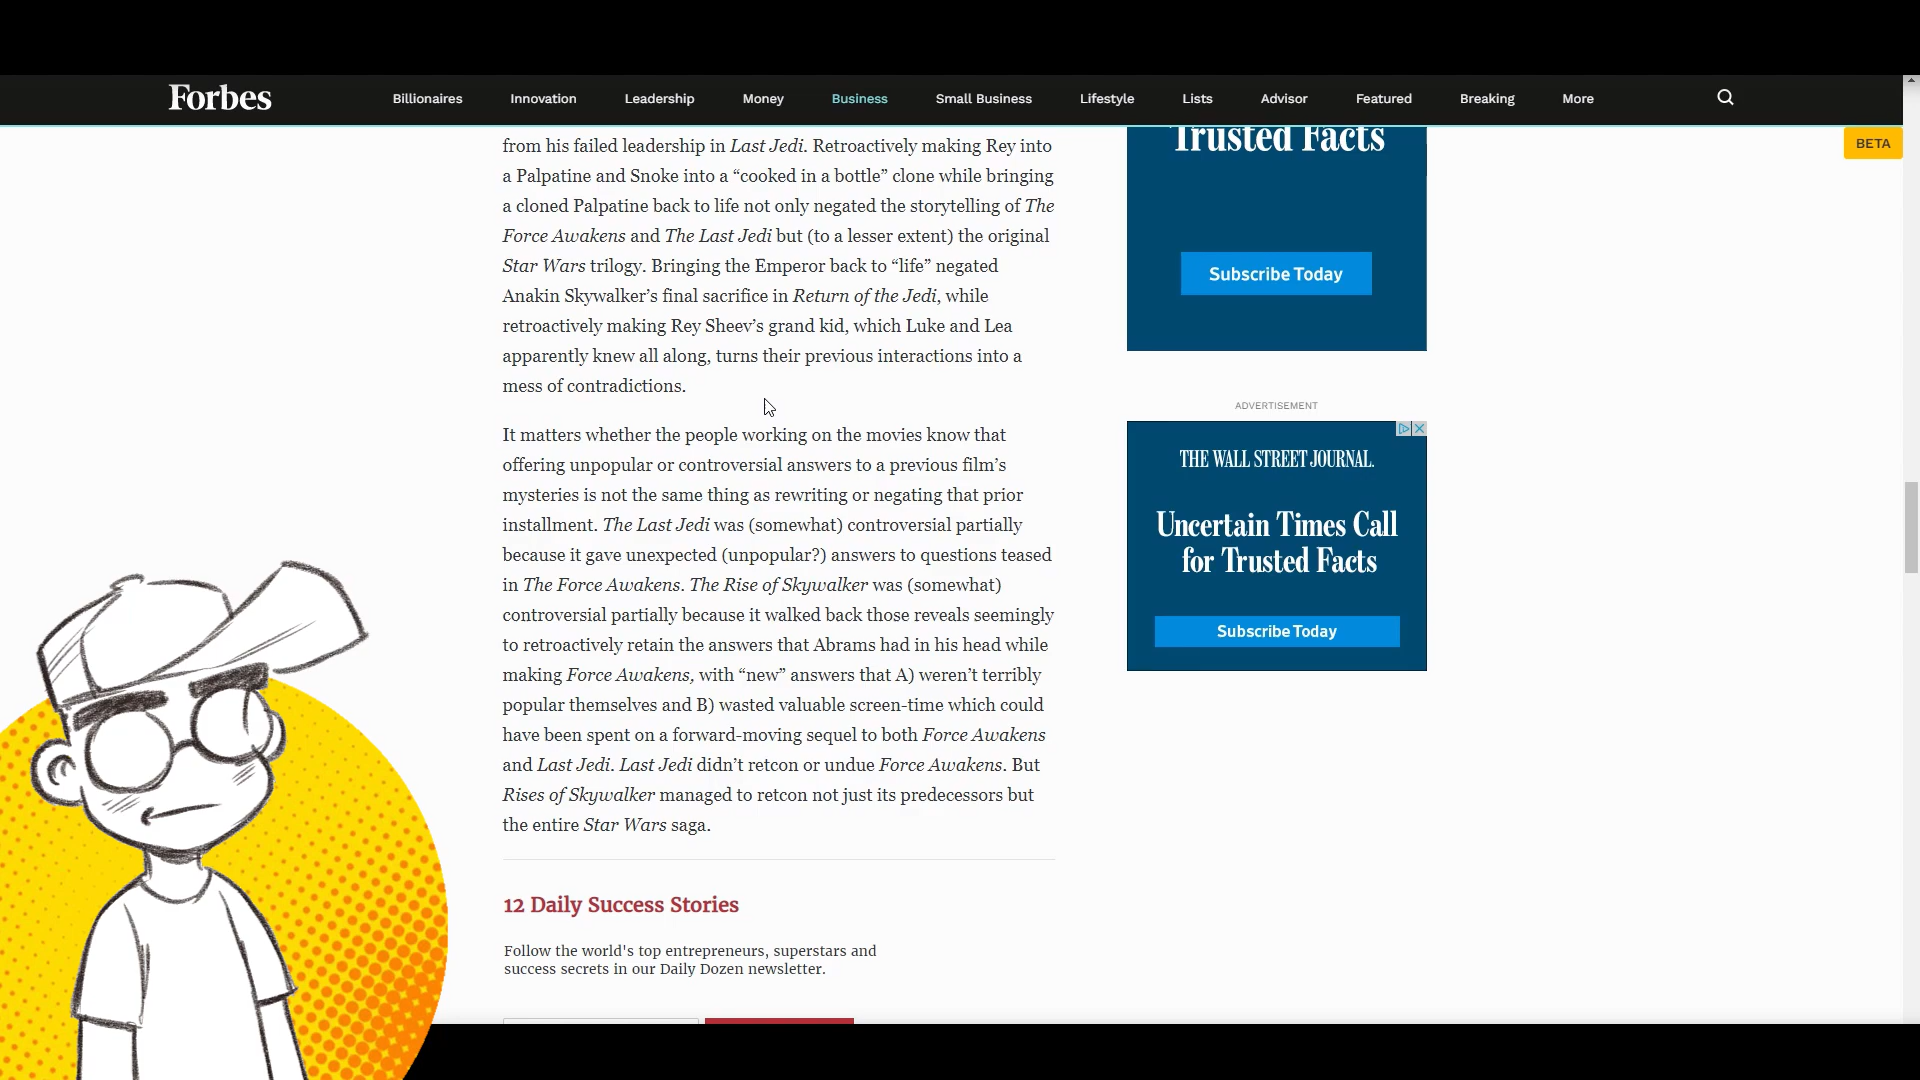 Forbes
Billionaires Innovation Leadership Money Business Small Business Lifestyle Lists Advisor Featured Breaking More
BETA
from his failed leadership in Last Jedi. Retroactively making Rey into
a Palpatine and Snoke into a “cooked in a bottle” clone while bringing
a cloned Palpatine back to life not only negated the storytelling of The
Force Awakens and The Last Jedi but (to a lesser extent) the original
Star Wars trilogy. Bringing the Emperor back to “life” negated
Anakin Skywalker’s final sacrifice in Return of the Jedi, while
retroactively making Rey Sheev’s grand kid, which Luke and Lea
apparently knew all along, turns their previous interactions into a
mess of contradictions.
It matters whether the people working on the movies know that
offering unpopular or controversial answers to a previous film’s
mysteries is not the same thing as rewriting or negating that prior
installment. The Last Jedi was (somewhat) controversial partially
because it gave unexpected (unpopular?) answers to questions teased
in The Force Awakens. The Rise of Skywalker was (somewhat)
controversial partially because it walked back those reveals seemingly
to retroactively retain the answers that Abrams had in his head while
making Force Awakens, with “new” answers that A) weren’t terribly
popular themselves and B) wasted valuable screen-time which could
have been spent on a forward-moving sequel to both Force Awakens
and Last Jedi. Last Jedi didn’t retcon or undue Force Awakens. But
Rises of Skywalker managed to retcon not just its predecessors but
the entire Star Wars saga.
12 Daily Success Stories
Follow the world's top entrepreneurs, superstars and
success secrets in our Daily Dozen newsletter.
Trusted Facts
Subscribe Today
ADVERTISEMENT
THE WALL STREET JOURNAL.
Uncertain Times Call
for Trusted Facts
Subscribe Today